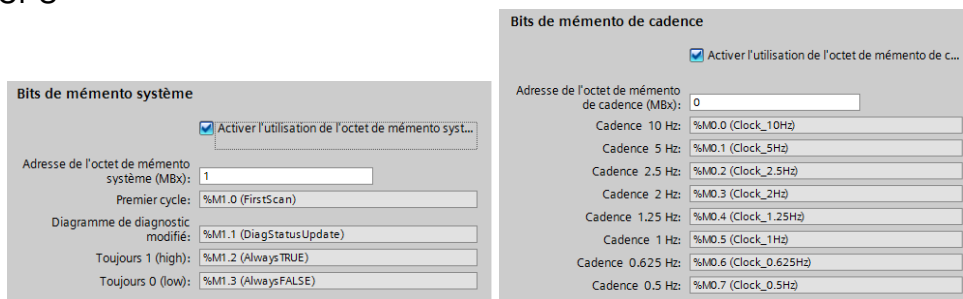 Bits de mémento système
Activer l'utilisation de l'octet de mémento syst...
Adresse de l'octet de mémento
système (MBx): 1
Premier cycle: %M1.0 (FirstScan)
Diagramme de diagnostic
modifié: %M1.1 (DiagStatusUpdate)
Toujours 1 (high): %M1.2 (AlwaysTRUE)
Toujours 0 (low): %M1.3 (AlwaysFALSE)
Bits de mémento de cadence
Activer l'utilisation de l'octet de mémento de c...
Adresse de l'octet de mémento
de cadence (MBx): 0
Cadence 10 Hz: %M0.0 (Clock_10Hz)
Cadence 5 Hz: %M0.1 (Clock_5Hz)
Cadence 2.5 Hz: %M0.2 (Clock_2.5Hz)
Cadence 2 Hz: %M0.3 (Clock_2Hz)
Cadence 1.25 Hz: %M0.4 (Clock_1.25Hz)
Cadence 1 Hz: %M0.5 (Clock_1Hz)
Cadence 0.625 Hz: %M0.6 (Clock_0.625Hz)
Cadence 0.5 Hz: %M0.7 (Clock_0.5Hz)